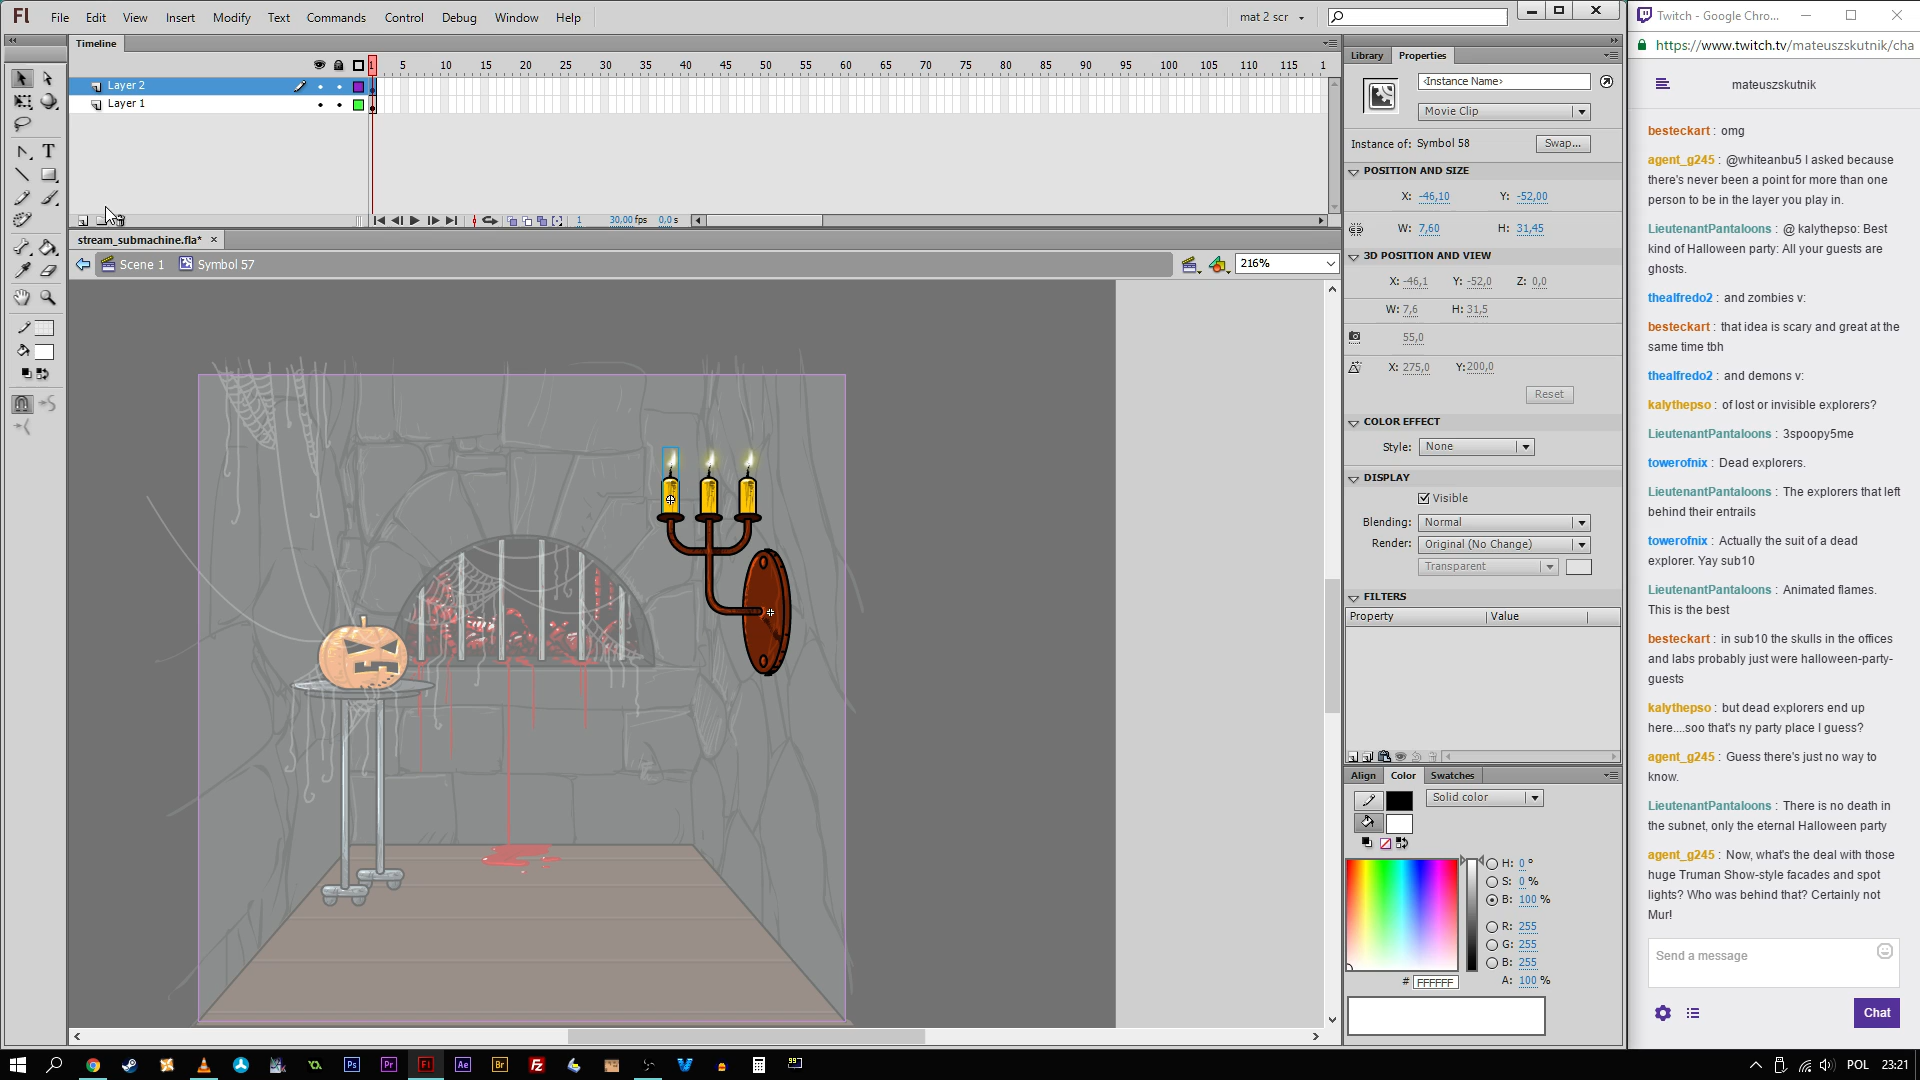 Fl File Edit View Insert Modify Text Commands Control Debug Window Help mat 2 scr
Timeline
1 5 10 15 20 25 30 35 40 45 50 55 60 65 70 75 80 85 90 95 100 105 110 115 1
Layer 2
Layer 1
1 30,00 fps 0,0 s
stream_submachine.fla* ×
Scene 1 Symbol 57 216%
Library Properties
<Instance Name>
Movie Clip
Instance of: Symbol 58 Swap...
POSITION AND SIZE
X: -46,10 Y: -52,00
W: 7,60 H: 31,45
3D POSITION AND VIEW
X: -46,1 Y: -52,0 Z: 0,0
W: 7,6 H: 31,5
55,0
X: 275,0 Y: 200,0
Reset
COLOR EFFECT
Style: None
DISPLAY
Visible
Blending: Normal
Render: Original (No Change)
Transparent
FILTERS
Property Value
Align Color Swatches
Solid color
H: 0 °
S: 0 %
B: 100 %
R: 255
G: 255
B: 255
# FFFFFF A: 100 %
Twitch - Google Chro...
https://www.twitch.tv/mateuszskutnik/cha
mateuszskutnik
besteckart : omg
agent_g245 : @whiteanbu5 I asked because
there's never been a point for more than one
person to be in the layer you play in.
LieutenantPantaloons : @ kalythepso: Best
kind of Halloween party: All your guests are
ghosts.
thealfredo2 : and zombies v:
besteckart : that idea is scary and great at the
same time tbh
thealfredo2 : and demons v:
kalythepso : of lost or invisible explorers?
LieutenantPantaloons : 3spoopy5me
towerofnix : Dead explorers.
LieutenantPantaloons : The explorers that left
behind their entrails
towerofnix : Actually the suit of a dead
explorer. Yay sub10
LieutenantPantaloons : Animated flames.
This is the best
besteckart : in sub10 the skulls in the offices
and labs probably just were halloween-party-
guests
kalythepso : but dead explorers end up
here....soo that's ny party place I guess?
agent_g245 : Guess there's just no way to
know.
LieutenantPantaloons : There is no death in
the subnet, only the eternal Halloween party
agent_g245 : Now, what's the deal with those
huge Truman Show-style facades and spot
lights? Who was behind that? Certainly not
Mur!
Send a message
Chat
Ps Pr Fl Ae Br Fz POL 23:21